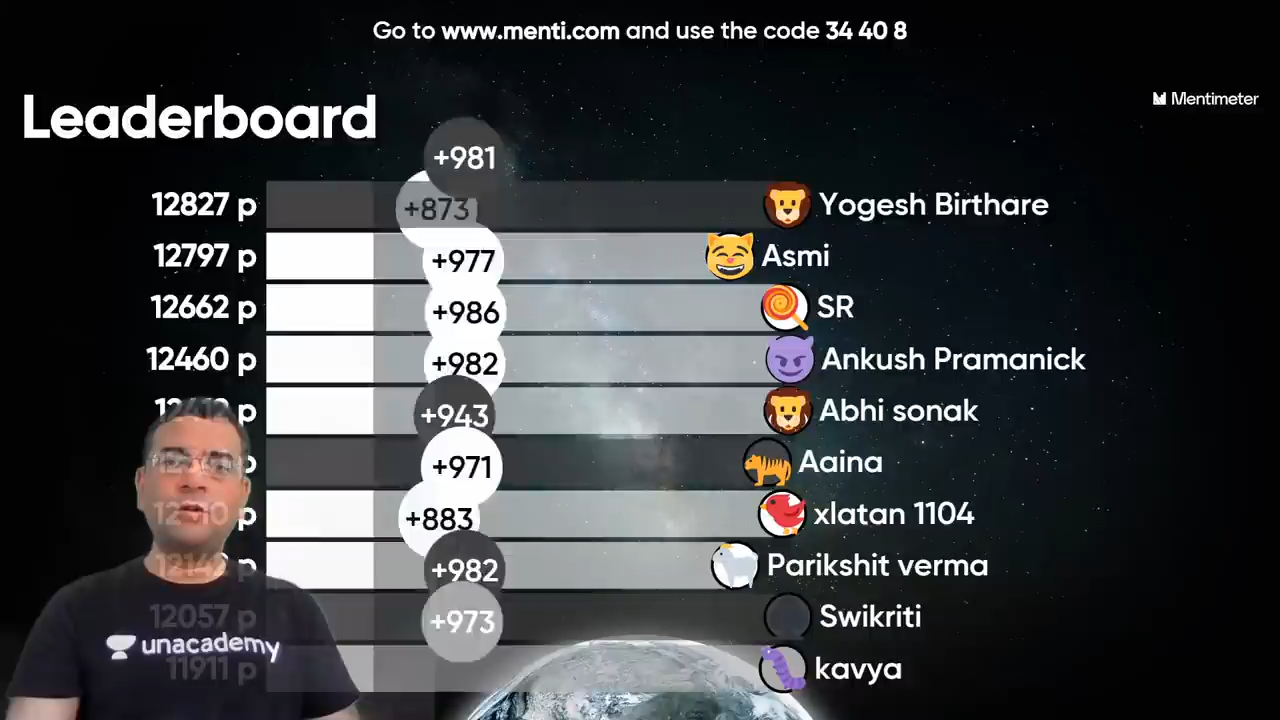 Go to www.menti.com and use the code 34 40 8
Leaderboard
Mentimeter
+981
12827 p +873 Yogesh Birthare
12797 p +977 Asmi
12662 p +986 SR
12460 p +982 Ankush Pramanick
p +943 Abhi sonak
+971 Aaina
p +883 xlatan 1104
12142 p +982 Parikshit verma
12057 p +973 Swikriti
11911 p kavya
unacademy